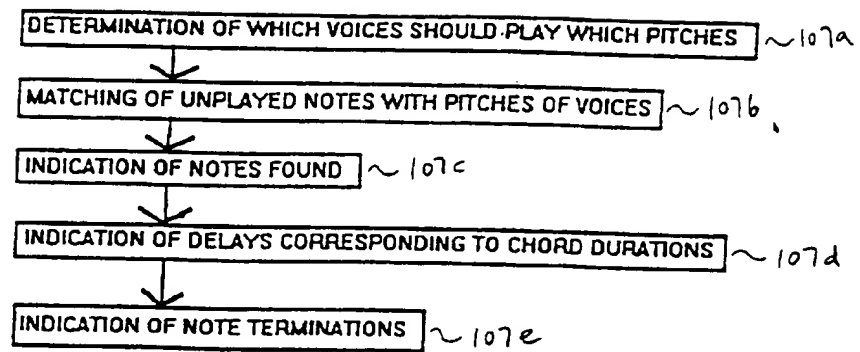 DETERMINATION OF WHICH VOICES SHOULD PLAY WHICH PITCHES ~107a
MATCHING OF UNPLAYED NOTES WITH PITCHES OF VOICES ~107b
INDICATION OF NOTES FOUND ~107c
INDICATION OF DELAYS CORRESPONDING TO CHORD DURATIONS ~107d
INDICATION OF NOTE TERMINATIONS ~107e